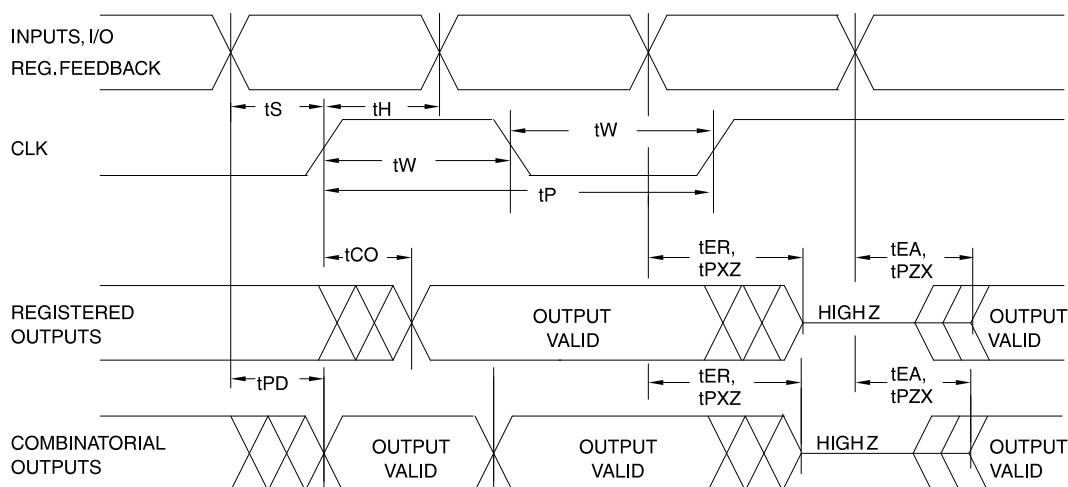 INPUTS, I/O
REG. FEEDBACK
tS
tH
tW
CLK
tW
tP
tCO
tER,
tPXZ
tEA,
tPZX
REGISTERED
OUTPUTS
OUTPUT
VALID
HIGH Z
OUTPUT
VALID
tPD
tER,
tPXZ
tEA,
tPZX
COMBINATORIAL
OUTPUTS
OUTPUT
VALID
OUTPUT
VALID
HIGH Z
OUTPUT
VALID